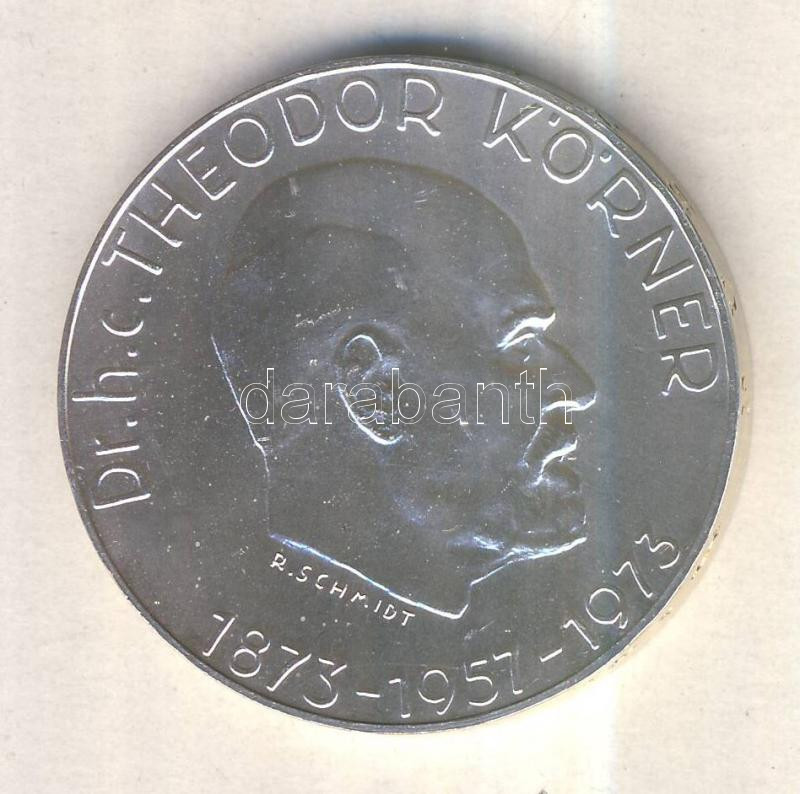 Dr.h.c. THEODOR KÖRNER
darabanth
R.SCHMIDT
1873-1957-1973